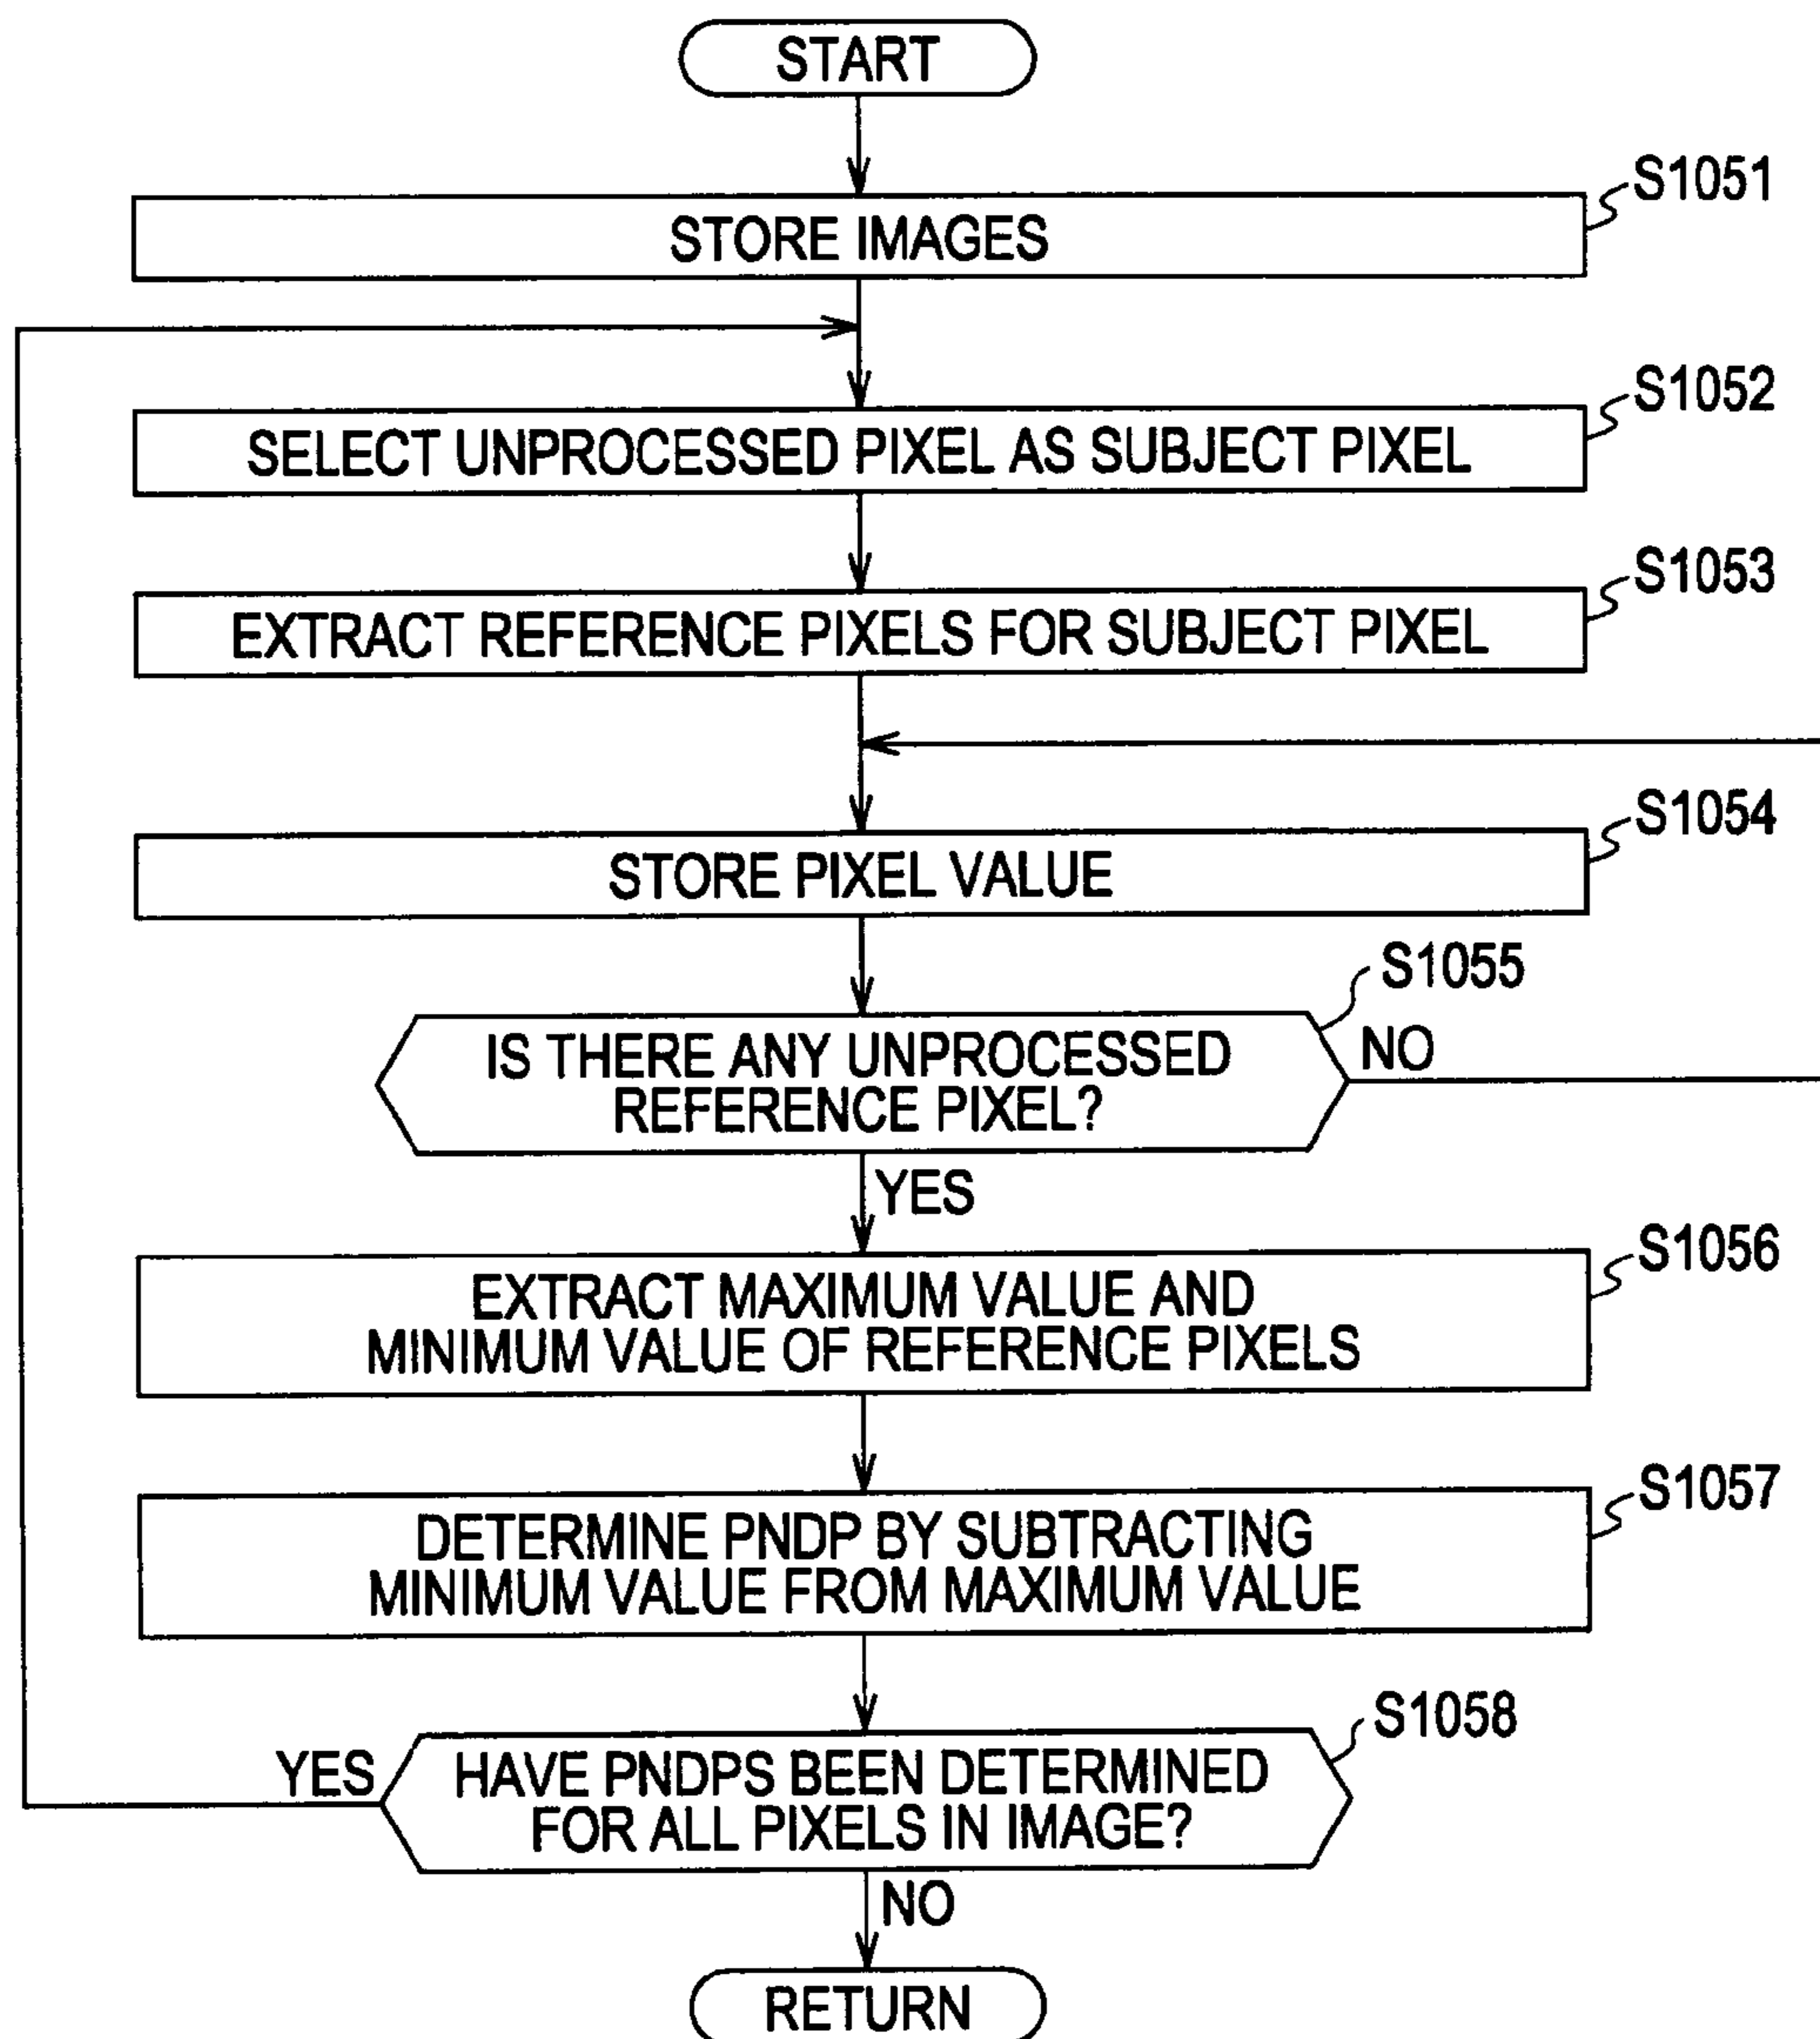 START
S1051
STORE IMAGES
S1052
SELECT UNPROCESSED PIXEL AS SUBJECT PIXEL
S1053
EXTRACT REFERENCE PIXELS FOR SUBJECT PIXEL
S1054
STORE PIXEL VALUE
S1055
IS THERE ANY UNPROCESSED
REFERENCE PIXEL?
NO
YES
S1056
EXTRACT MAXIMUM VALUE AND
MINIMUM VALUE OF REFERENCE PIXELS
S1057
DETERMINE PNDP BY SUBTRACTING
MINIMUM VALUE FROM MAXIMUM VALUE
S1058
YES
HAVE PNDPS BEEN DETERMINED
FOR ALL PIXELS IN IMAGE?
NO
RETURN